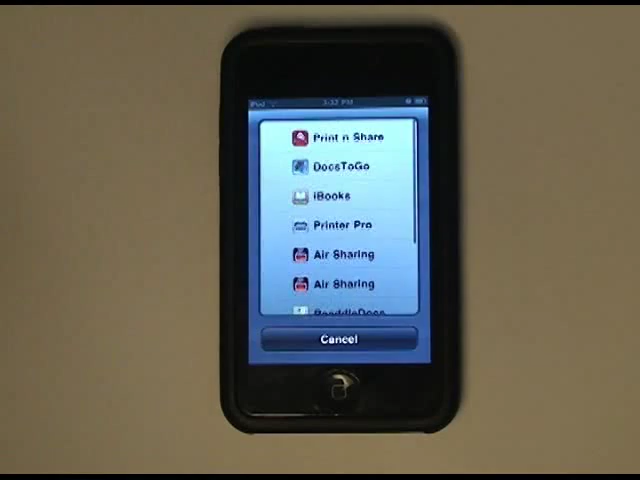 iPod 3:32 PM
Print n Share
DocsToGo
iBooks
Printer Pro
Air Sharing
Air Sharing
ReaddleDocs
Cancel